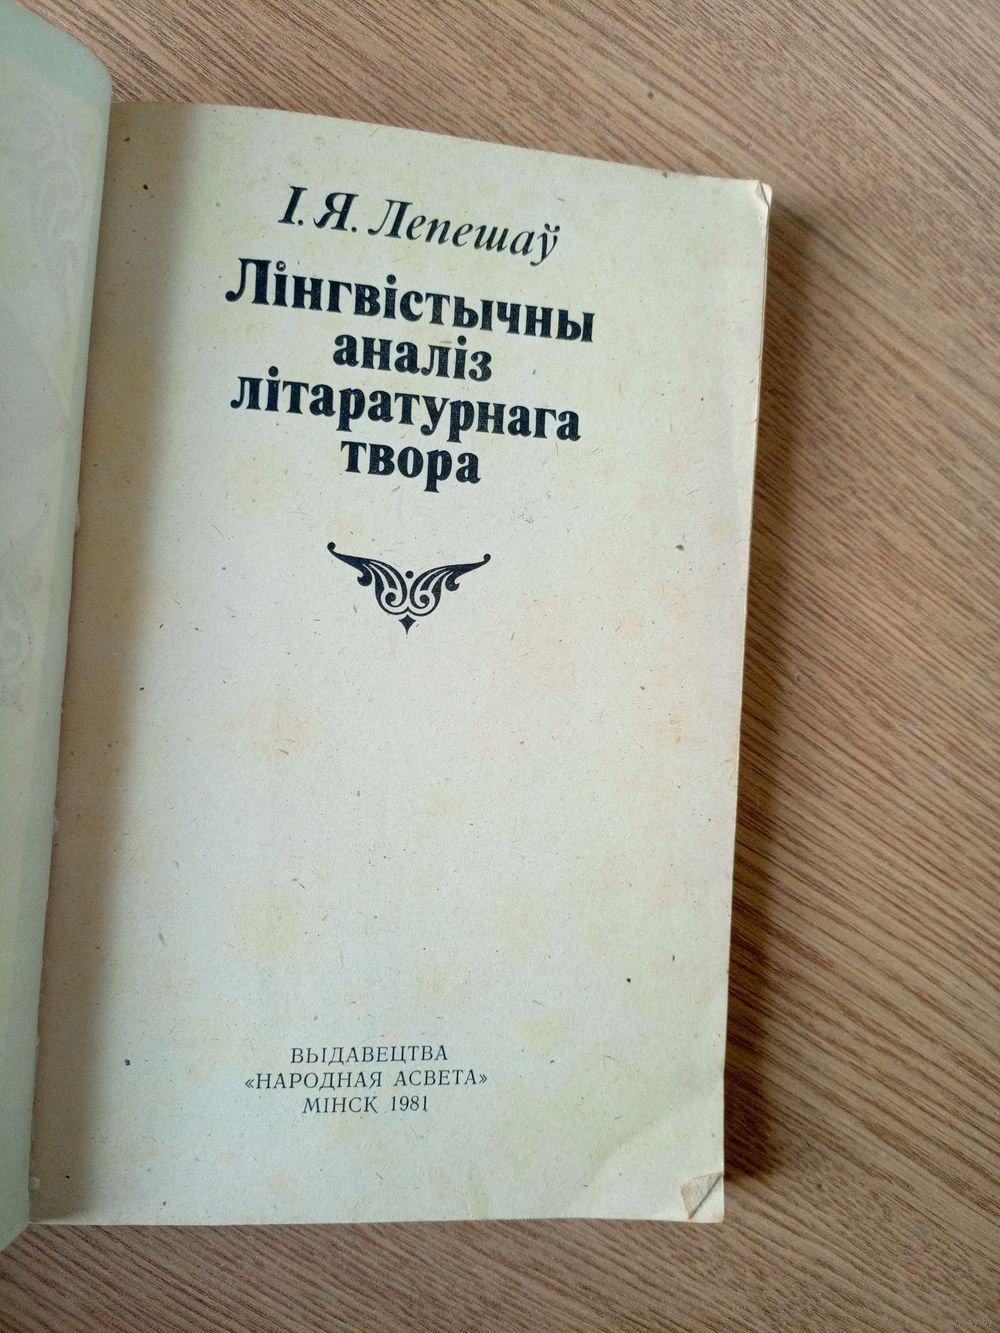 І. Я. Лепешаў
Лінгвістычны
аналіз
літаратурнага
твора
ВЫДАВЕЦТВА
«НАРОДНАЯ АСВЕТА»
МІНСК 1981